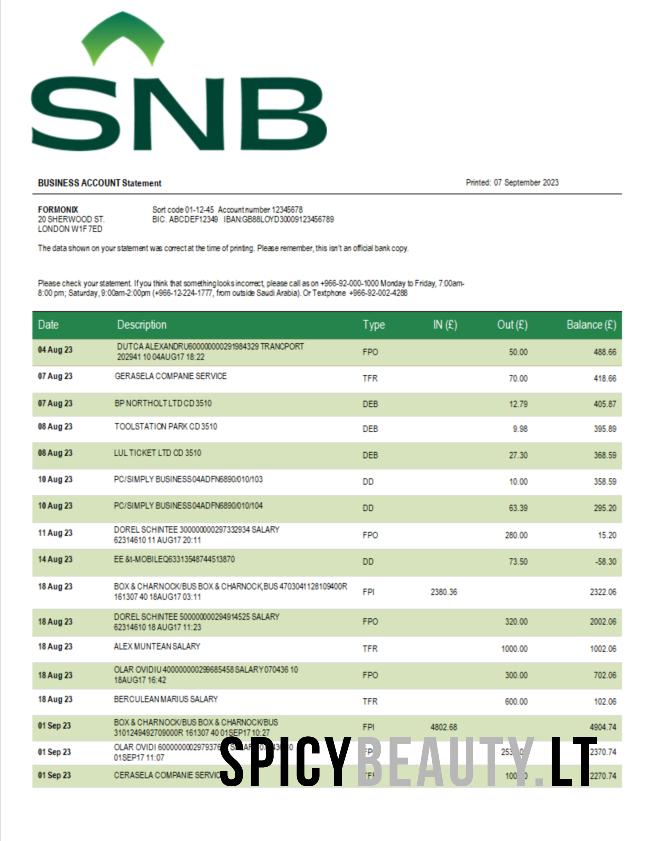 SNB
BUSINESS ACCOUNT Statement Printed: 07 September 2023
FORMONIX Sort code 01-12-45 Account number 12345678
20 SHERWOOD ST. BIC. ABCDEF12349 IBAN:GB88LOYD30009123456789
LONDON W1F7ED
The data shown on your statement was correct at the time of printing. Please remember, this isn't an official bank copy.
Please check your statement. If you think that something looks incorrect, please call as on +966-92-000-1000 Monday to Friday, 7:00am-
8:00 pm; Saturday, 9:00am-2:00pm (+966-12-224-1777, from outside Saudi Arabia). Or Textphone +966-92-002-4288
Date Description Type IN (£) Out (£) Balance (£)
04 Aug 23 DUTCA ALEXANDRU600000000291984329 TRANCPORT
202941 10 04AUG17 18:22 FPO 50.00 488.66
07 Aug 23 GERASELA COMPANIE SERVICE TFR 70.00 418.66
07 Aug 23 BP NORTHOLT LTD CD 3510 DEB 12.79 405.87
08 Aug 23 TOOLSTATION PARK CD 3510 DEB 9.98 395.89
08 Aug 23 LUL TICKET LTD CD 3510 DEB 27.30 368.59
10 Aug 23 PC/SIMPLY BUSINESS04ADFN6890/010/103 DD 10.00 358.59
10 Aug 23 PC/SIMPLY BUSINESS04ADFN6890/010/104 DD 63.39 295.20
11 Aug 23 DOREL SCHINTEE 300000000297332934 SALARY
62314610 11 AUG17 20:11 FPO 280.00 15.20
14 Aug 23 EE &t-MOBILEQ63313548744513870 DD 73.50 -58.30
18 Aug 23 BOX & CHARNOCK/BUS BOX & CHARNOCK,BUS 4703041128109400R
161307 40 18AUG17 03:11 FPI 2380.36 2322.06
18 Aug 23 DOREL SCHINTEE 500000000294914525 SALARY
62314610 18 AUG17 11:23 FPO 320.00 2002.06
18 Aug 23 ALEX MUNTEAN SALARY TFR 1000.00 1002.06
18 Aug 23 OLAR OVIDIU 400000000299685458 SALARY 070436 10
18AUG17 16:42 FPO 300.00 702.06
18 Aug 23 BERCULEAN MARIUS SALARY TFR 600.00 102.06
01 Sep 23 BOX & CHARNOCK/BUS BOX & CHARNOCK/BUS
3101249492709000R 161307 40 01SEP17 10:27 FPI 4802.68 4904.74
01 Sep 23 OLAR OVIDI
01SEP17 11:07 2370.74
01 Sep 23 CERASELA COMPANIE SERVICE 2270.74
SPICYBEAUTY.LT